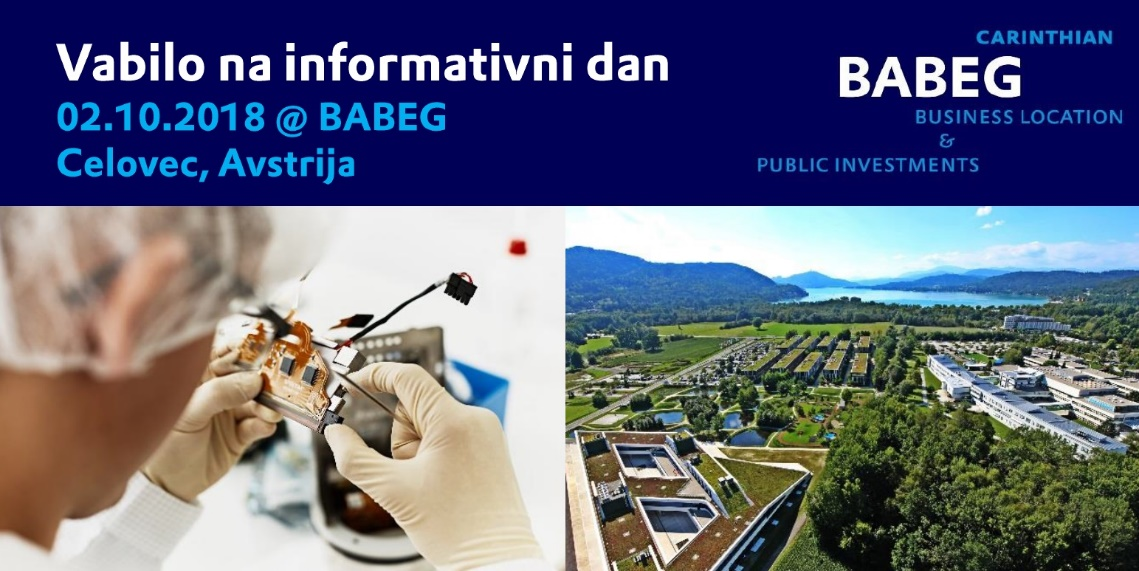 Vabilo na informativni dan
02.10.2018 @ BABEG
Celovec, Avstrija
CARINTHIAN
BABEG
BUSINESS LOCATION
&
PUBLIC INVESTMENTS